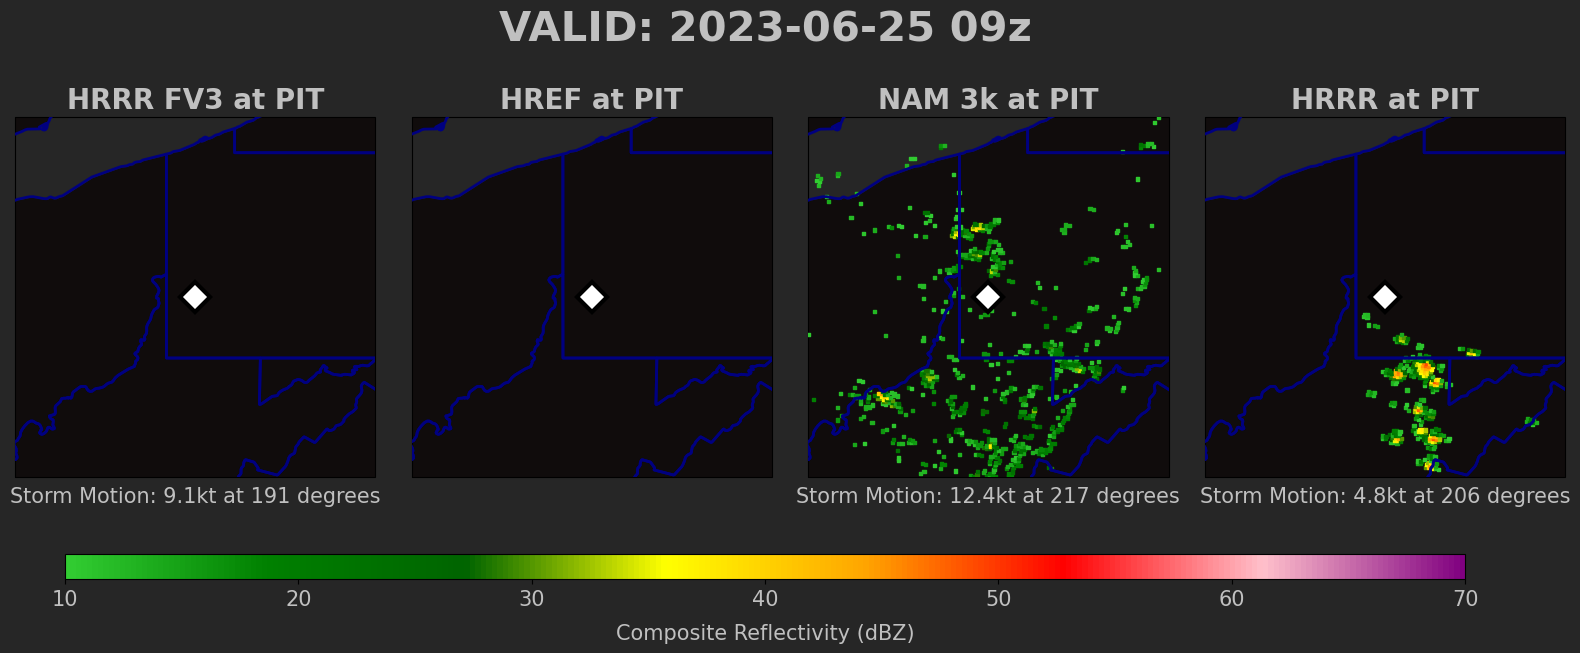 VALID: 2023-06-25 09z
HRRR FV3 at PIT
HREF at PIT
NAM 3k at PIT
HRRR at PIT
Storm Motion: 9.1kt at 191 degrees
Storm Motion: 12.4kt at 217 degrees
Storm Motion: 4.8kt at 206 degrees
10 20 30 40 50 60 70
Composite Reflectivity (dBZ)